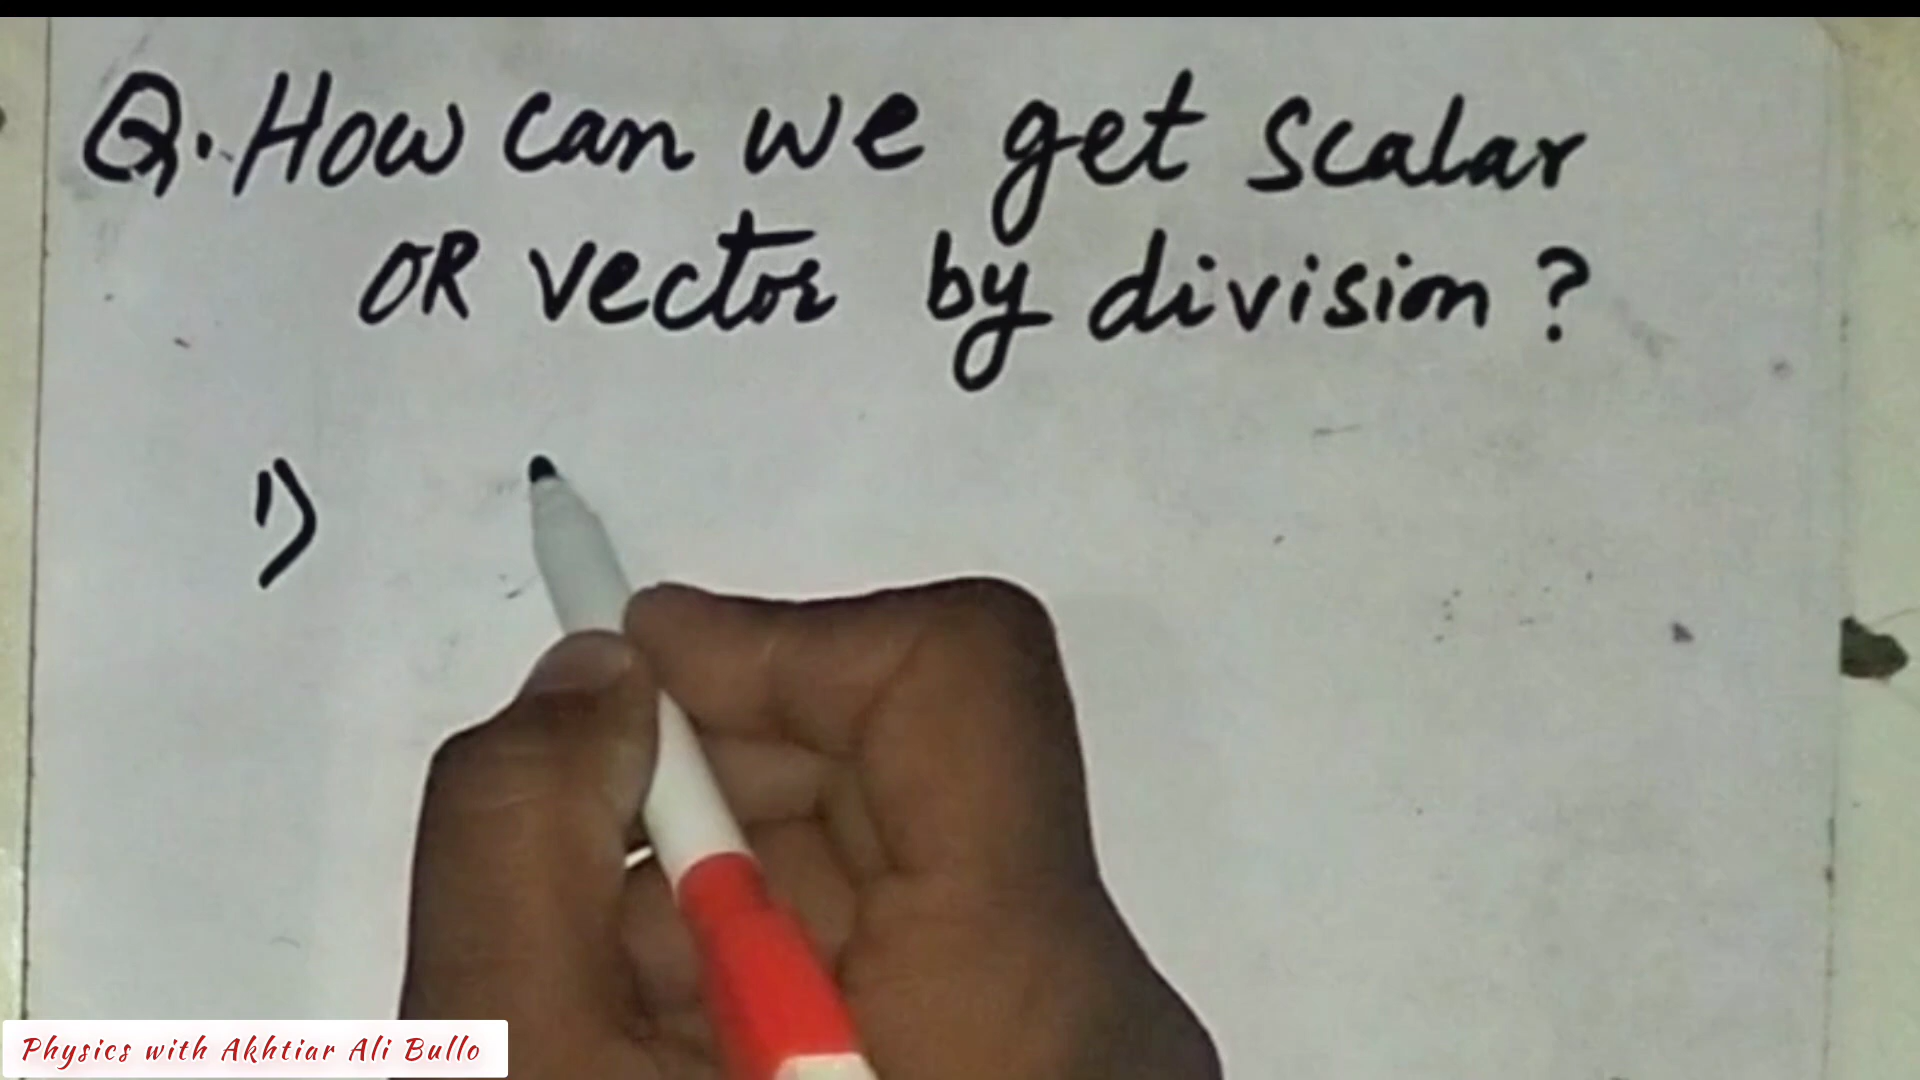 Q. How can we get scalar
OR vector by division ?
1)
Physics with Akhtiar Ali Bullo